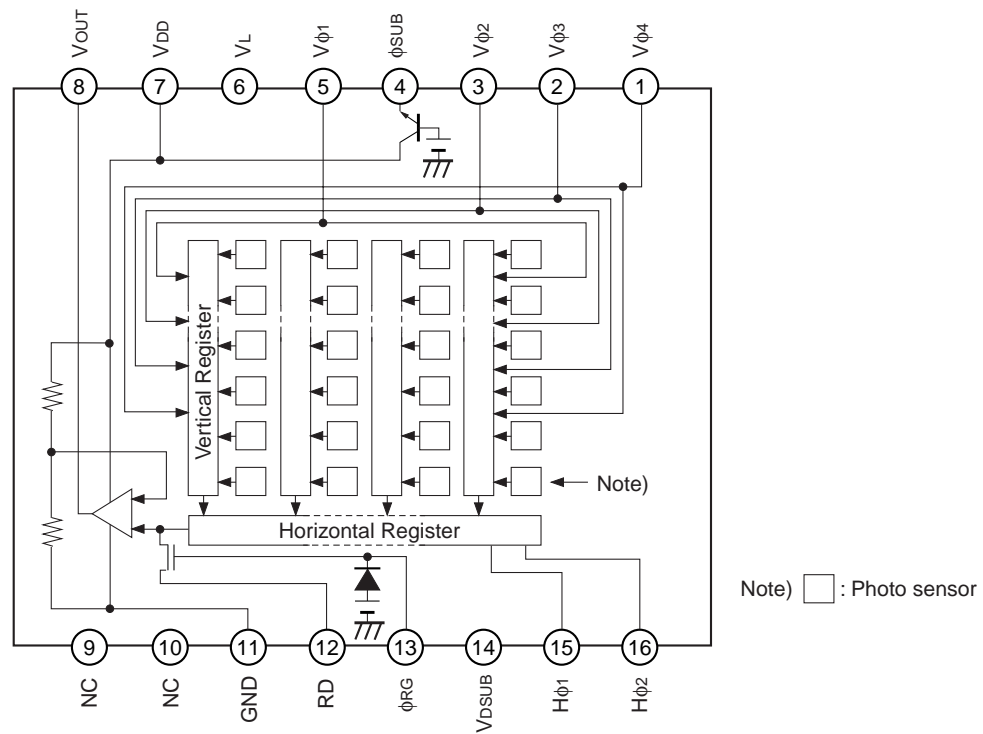 VOUT VDD VL Vϕ1 ϕSUB Vϕ2 Vϕ3 Vϕ4
8 7 6 5 4 3 2 1
Vertical Register
Note)
Horizontal Register
Note) : Photo sensor
9 10 11 12 13 14 15 16
NC NC GND RD ϕRG VDSUB Hϕ1 Hϕ2